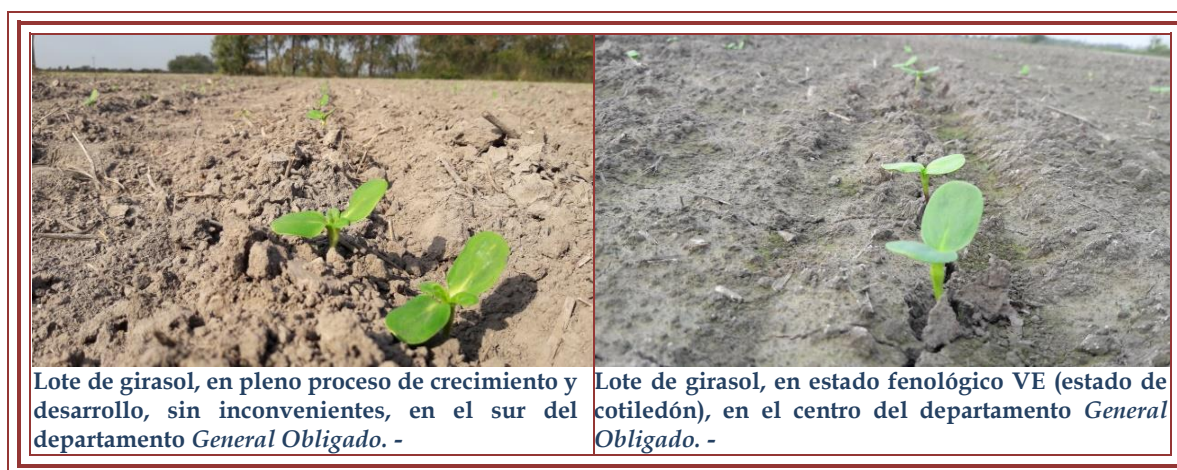 Lote de girasol, en pleno proceso de crecimiento y
desarrollo, sin inconvenientes, en el sur del
departamento General Obligado. -
Lote de girasol, en estado fenológico VE (estado de
cotiledón), en el centro del departamento General
Obligado. -